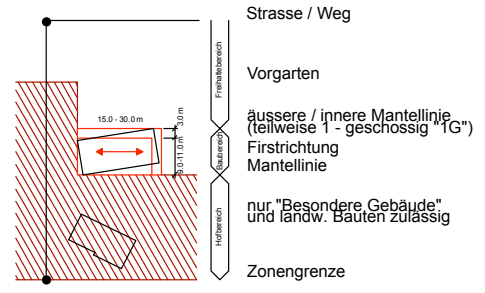 Strasse / Weg
Freihaltebereich
Vorgarten
15.0 - 30.0 m
3.0 m
äussere / innere Mantellinie
(teilweise 1 - geschossig "1G")
Firstrichtung
Baubereich
9.0-11.0 m
Mantellinie
nur "Besondere Gebäude"
und landw. Bauten zulässig
Hofbereich
Zonengrenze